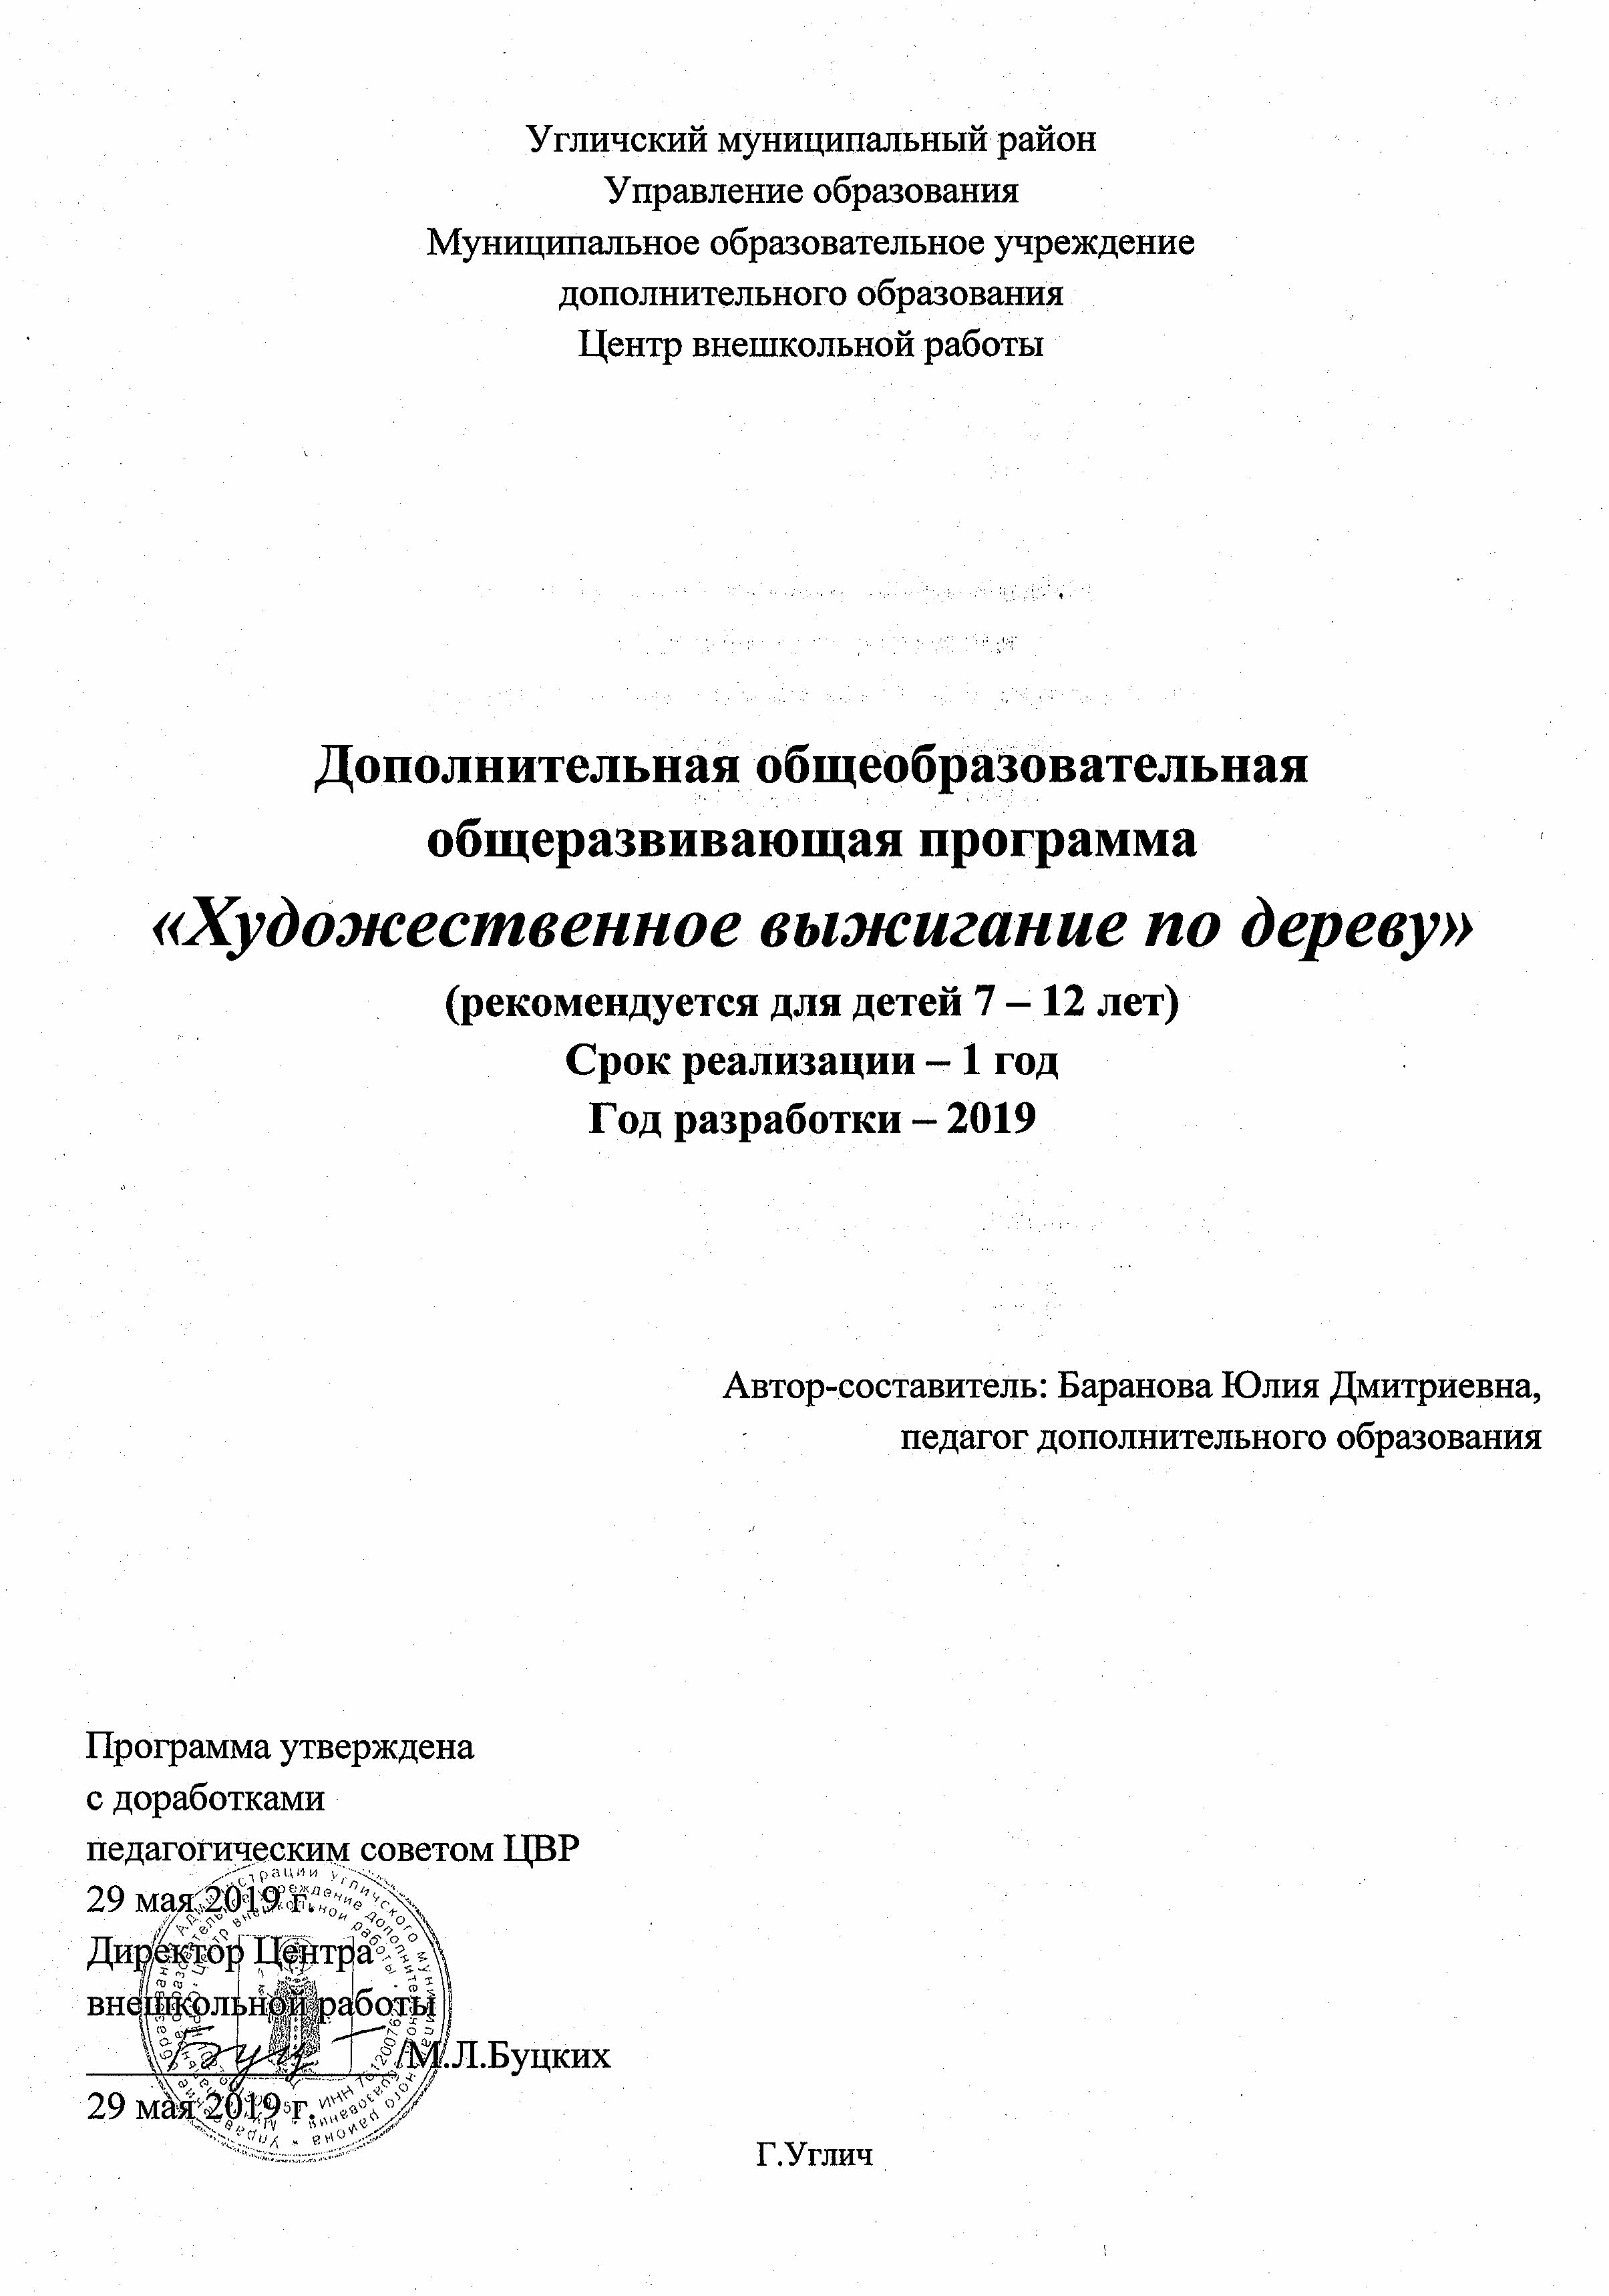 Угличский муниципальный район
Управление образования
Муниципальное образовательное учреждение
дополнительного образования
Центр внешкольной работы
Дополнительная общеобразовательная
общеразвивающая программа
«Художественное выжигание по дереву»
(рекомендуется для детей 7 – 12 лет)
Срок реализации – 1 год
Год разработки – 2019
Автор-составитель: Баранова Юлия Дмитриевна,
педагог дополнительного образования
Программа утверждена
с доработками
педагогическим советом ЦВР
29 мая 2019 г.
Директор Центра
внешкольной работы
/М.Л.Буцких
29 мая 2019 г.
Г.Углич